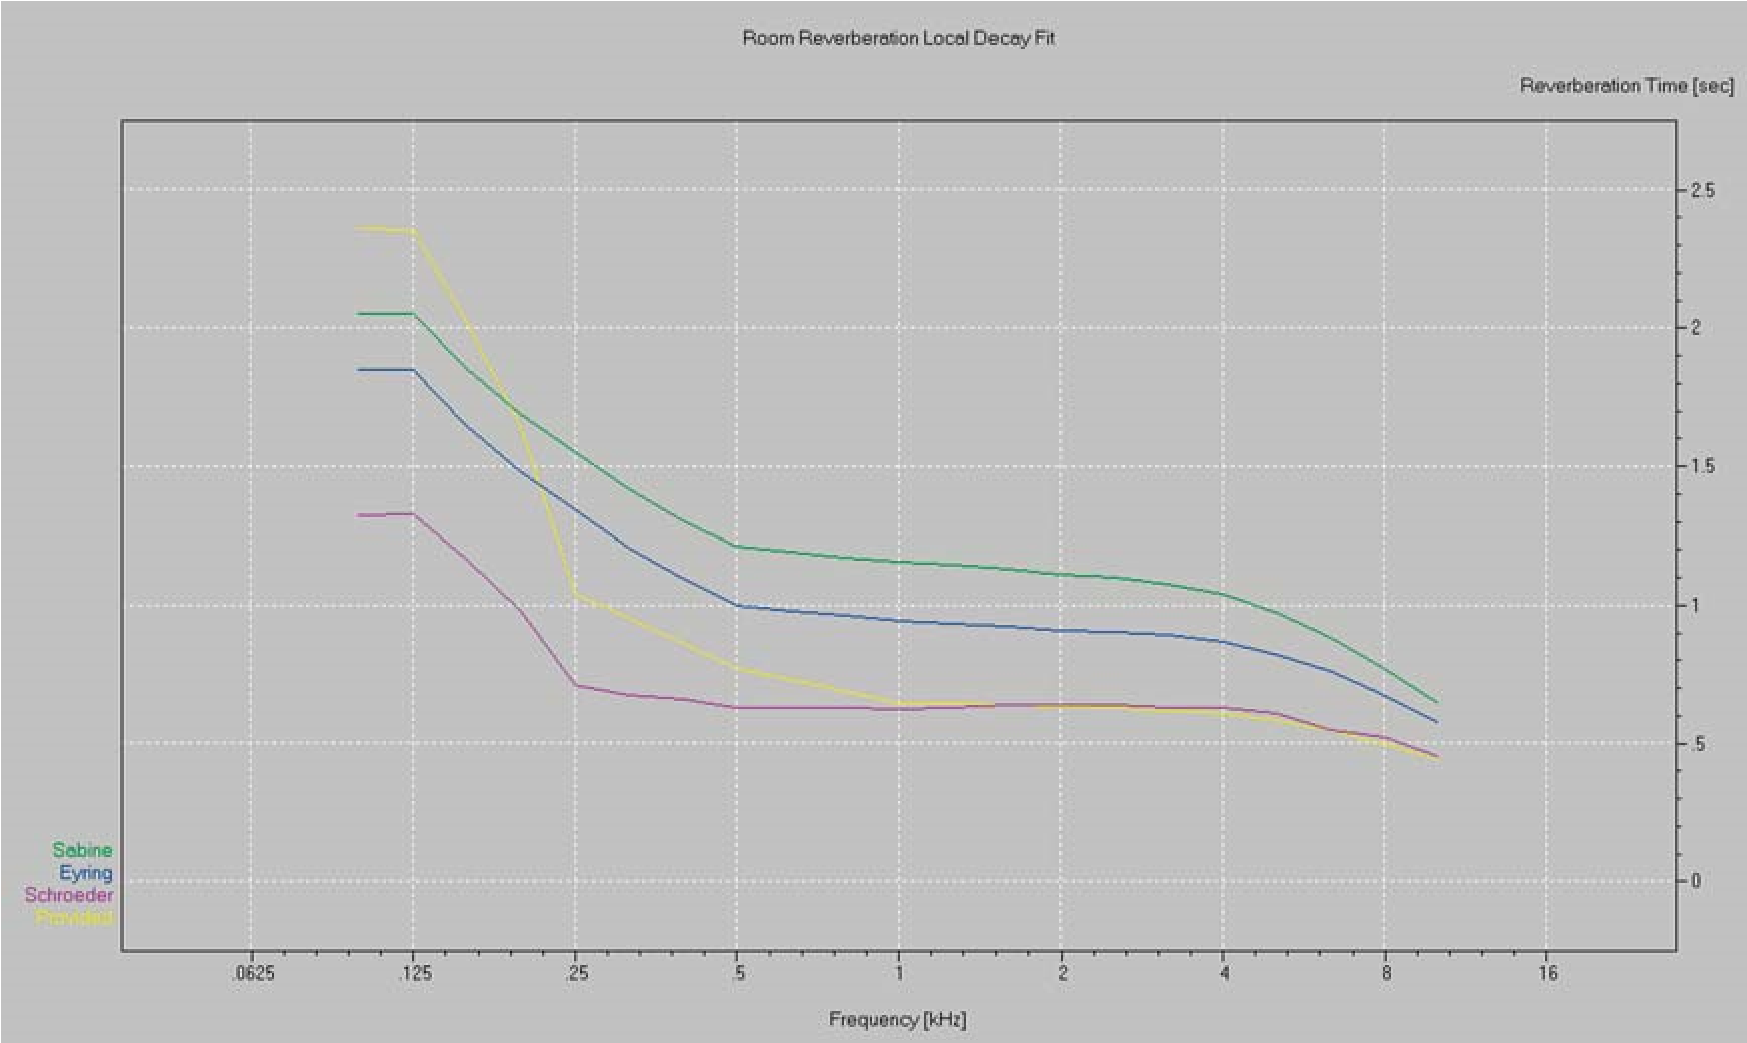 Room Reverberation Local Decay Fit
Reverberation Time [sec]
2.5
2
1.5
1
.5
0
Sabine
Eyring
Schroeder
Provided
.0625 .125 .25 .5 1 2 4 8 16
Frequency [kHz]